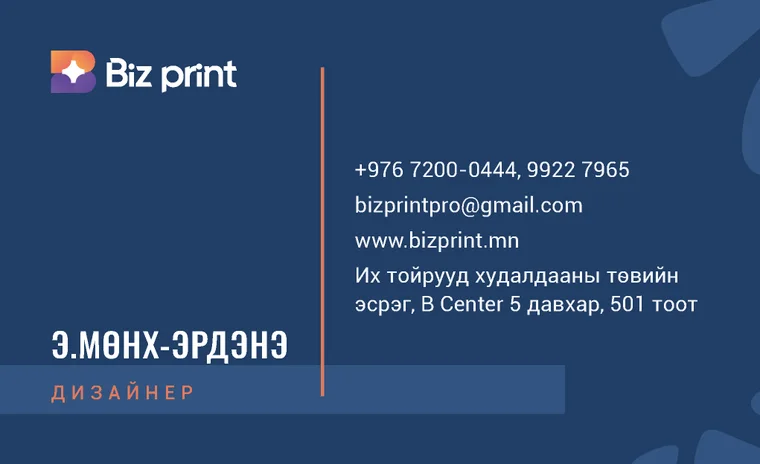 Biz print
+976 7200-0444, 9922 7965
bizprintpro@gmail.com
www.bizprint.mn
Их тойрууд худалдааны төвийн
эсрэг, B Center 5 давхар, 501 тоот
Э.МӨНХ-ЭРДЭНЭ
ДИЗАЙНЕР